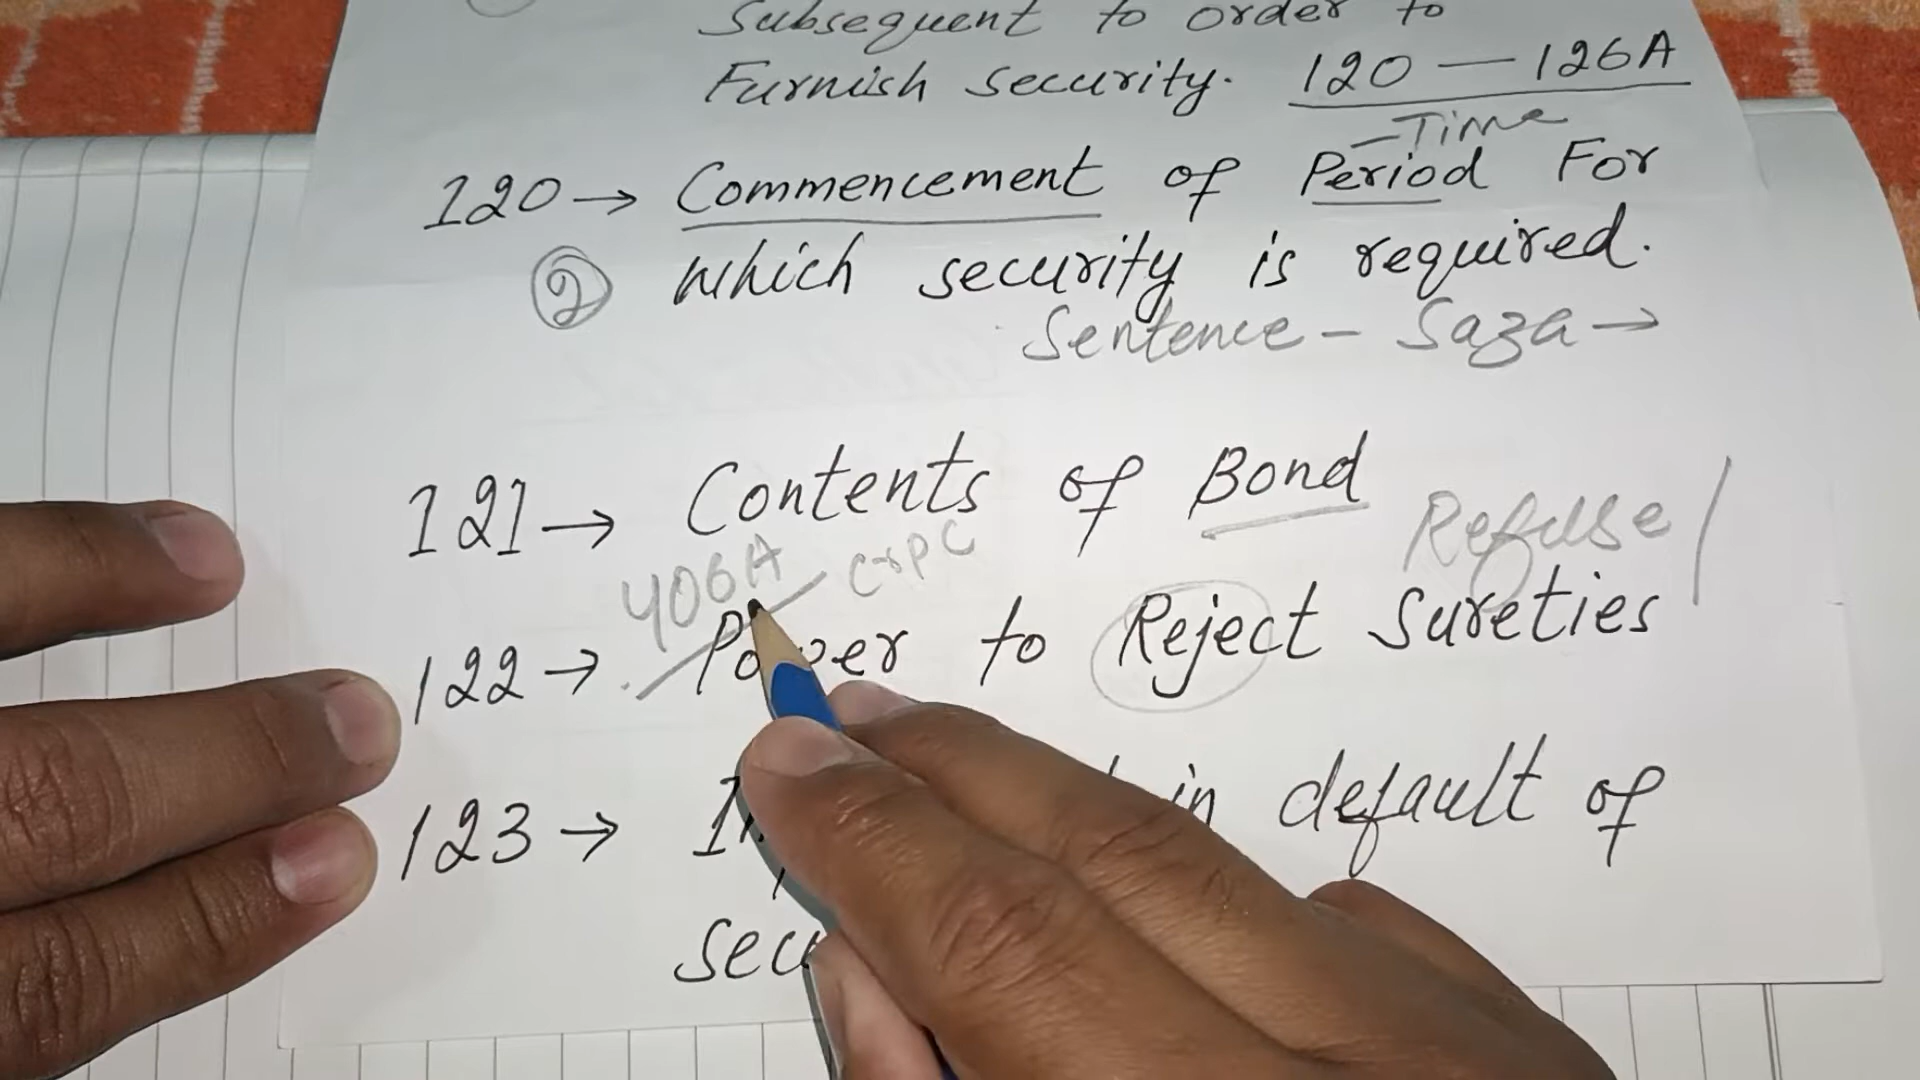 Subsequent to order to
Furnish security. 120 — 126A
- Time
120 → Commencement of Period For
② which security is required.
Sentence - Saza →
121 → Contents of Bond
406A CrPC Refuse /
122 → to Reject Sureties
123 → in default of